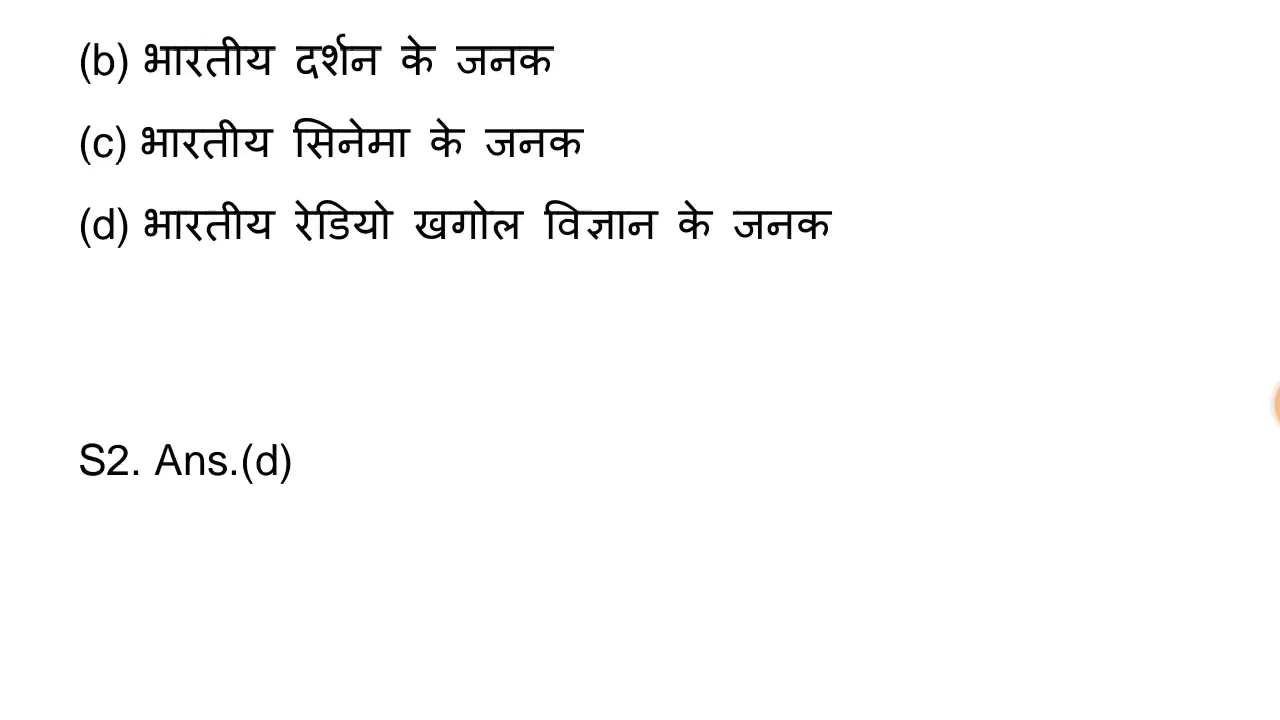 (b) भारतीय दर्शन के जनक
(c) भारतीय सिनेमा के जनक
(d) भारतीय रेडियो खगोल विज्ञान के जनक
S2. Ans.(d)